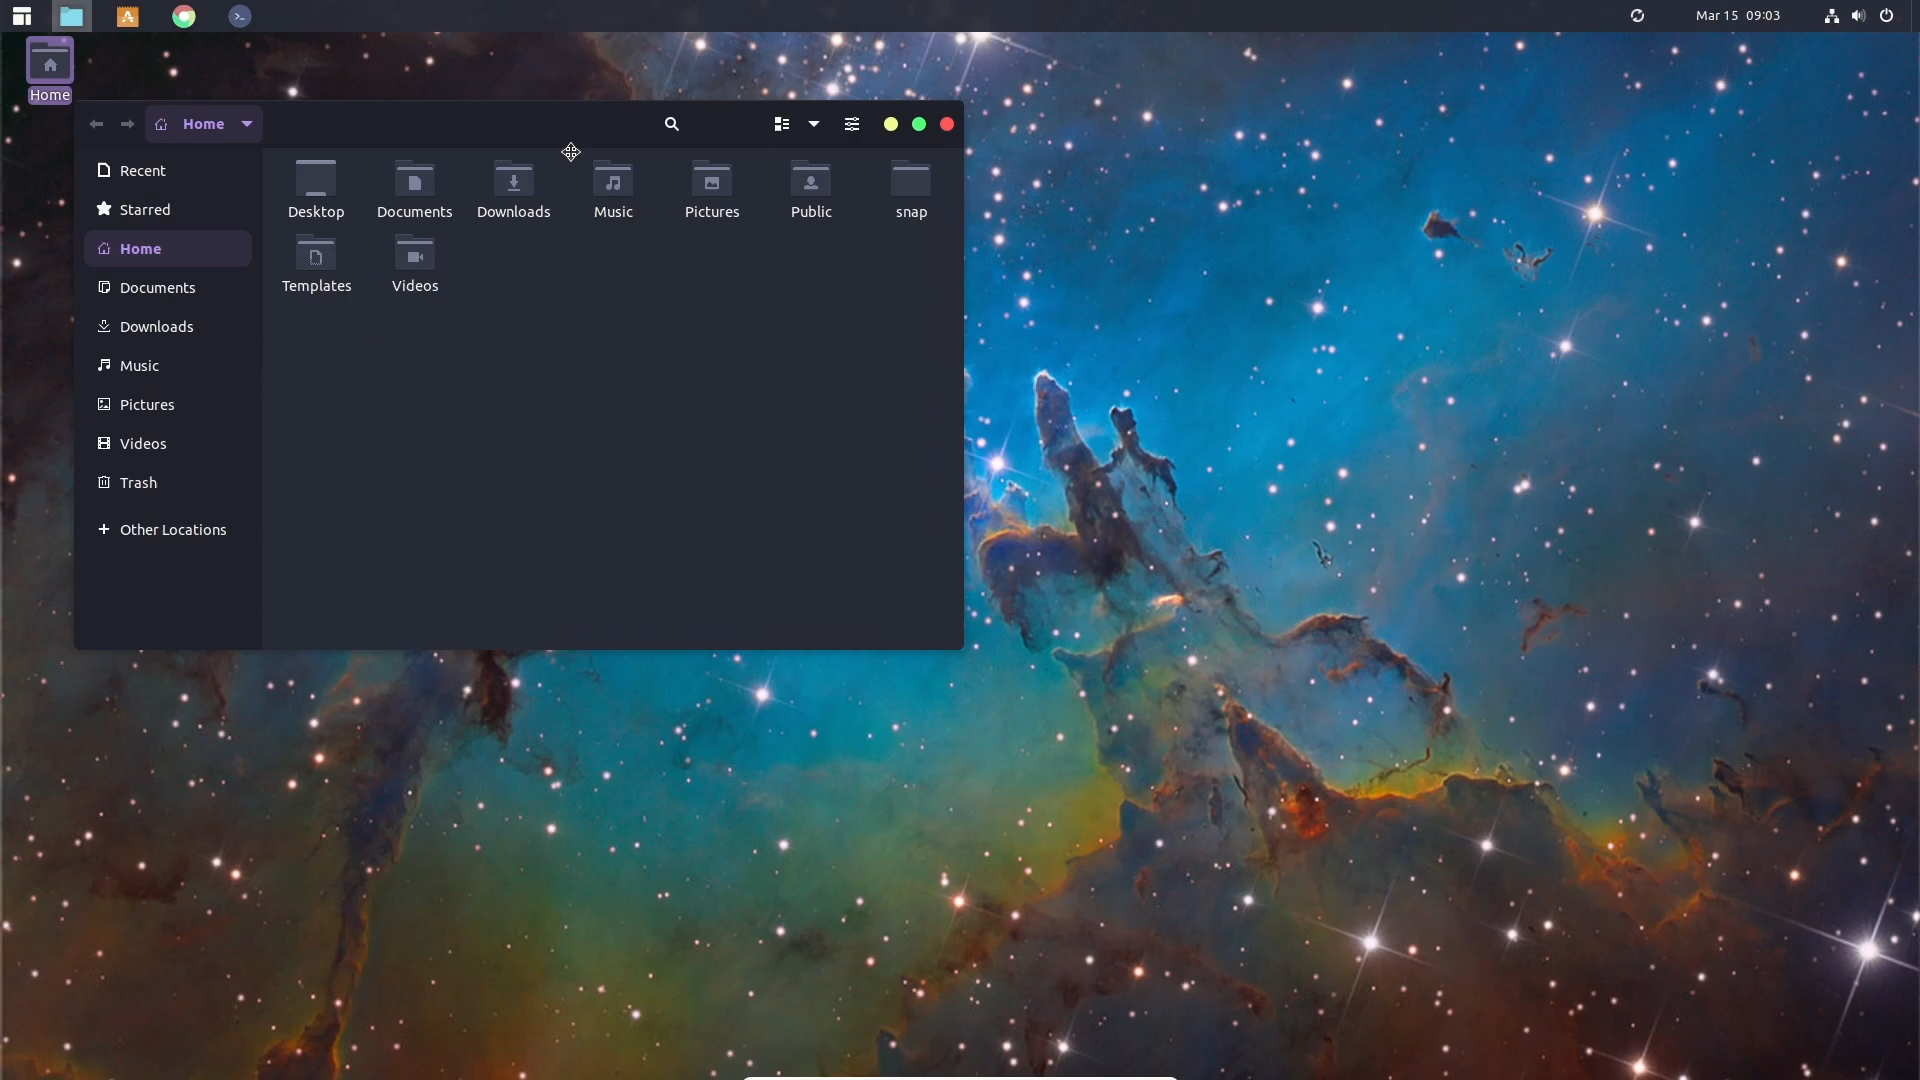 Mar 15 09:03
Home
Home
Recent
Starred
Home
Documents
Downloads
Music
Pictures
Videos
Trash
Other Locations
Desktop Documents Downloads Music Pictures Public snap
Templates Videos